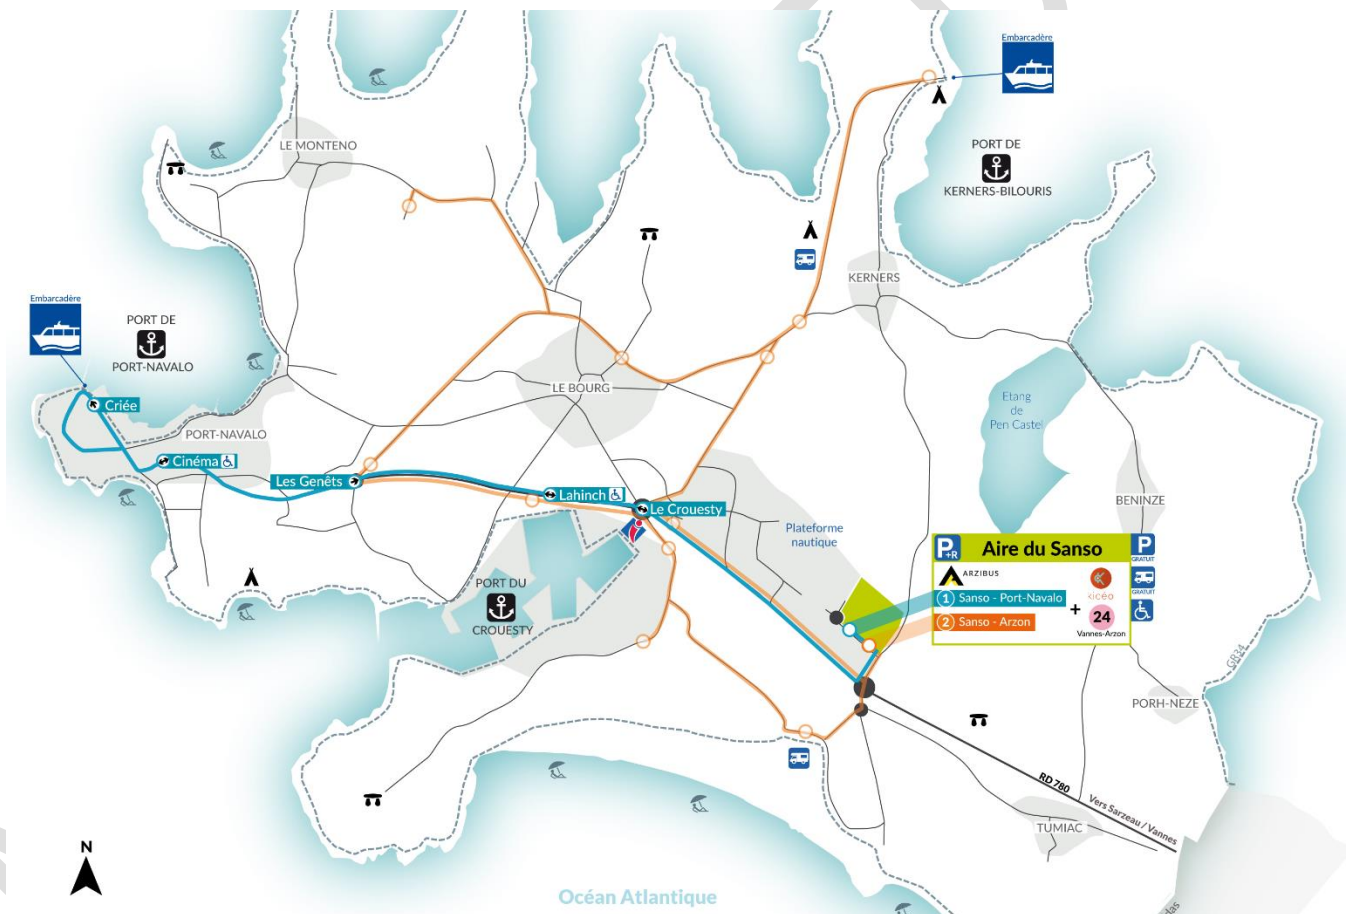 Embarcadère
PORT DE
KERNERS-BILOURIS
LE MONTENO
KERNERS
Embarcadère
PORT DE
PORT-NAVALO
Criée
PORT-NAVALO
Cinéma
Les Genêts
LE BOURG
Lahinch
Le Crouesty
Etang
de
Pen Castel
BENINZE
Plateforme
nautique
P+R
Aire du Sanso
P
GRATUIT
ARZIBUS
kicéo
GRATUIT
1 Sanso - Port-Navalo
+
24
2 Sanso - Arzon
Vannes-Arzon
PORT DU
CROUESTY
GR34
PORH-NEZE
RD 780
Vers Sarzeau / Vannes
TUMIAC
N
Océan Atlantique